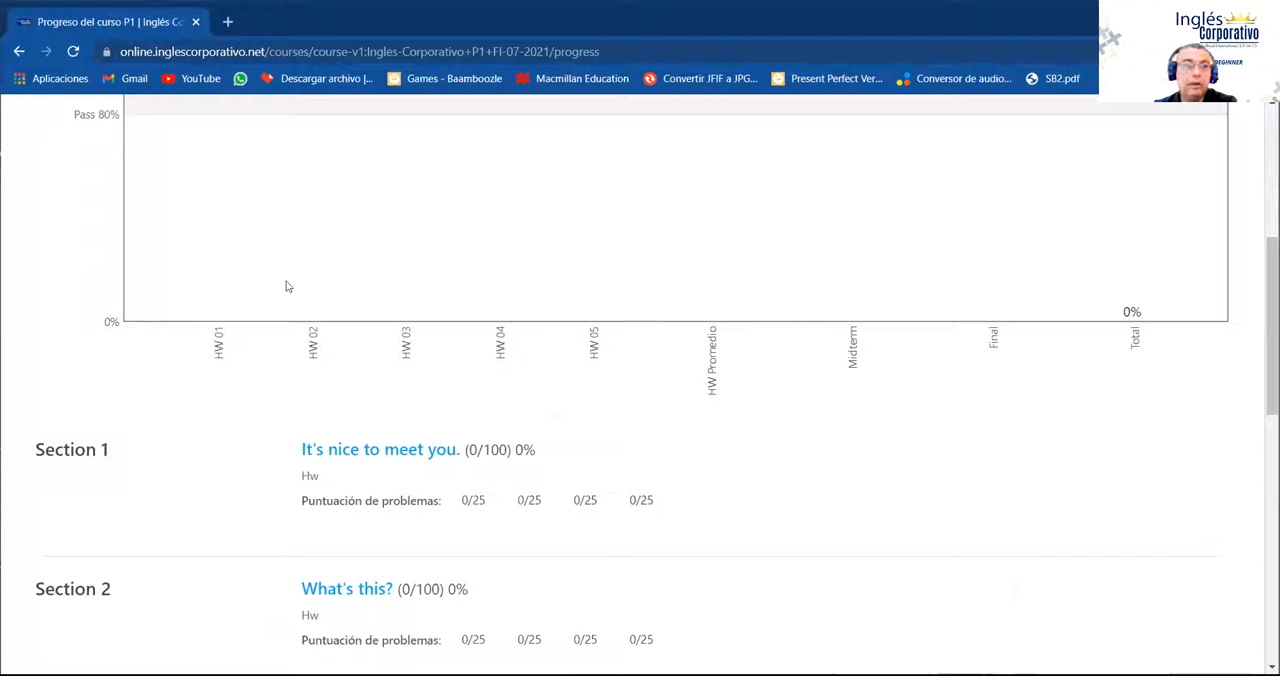 Progreso del curso P1 | Inglés Co
online.inglescorporativo.net/courses/course-v1:Ingles-Corporativo+P1+FI-07-2021/progress
Aplicaciones Gmail YouTube Descargar archivo |... Games - Baamboozle Macmillan Education Convertir JFIF a JPG... Present Perfect Ver... Conversor de audio... SB2.pdf
Inglés
Corporativo
BEGINNER
Pass 80%
0%
0%
HW 01 HW 02 HW 03 HW 04 HW 05 HW Promedio Midterm Final Total
Section 1 It's nice to meet you. (0/100) 0%
Hw
Puntuación de problemas: 0/25 0/25 0/25 0/25
Section 2 What's this? (0/100) 0%
Hw
Puntuación de problemas: 0/25 0/25 0/25 0/25